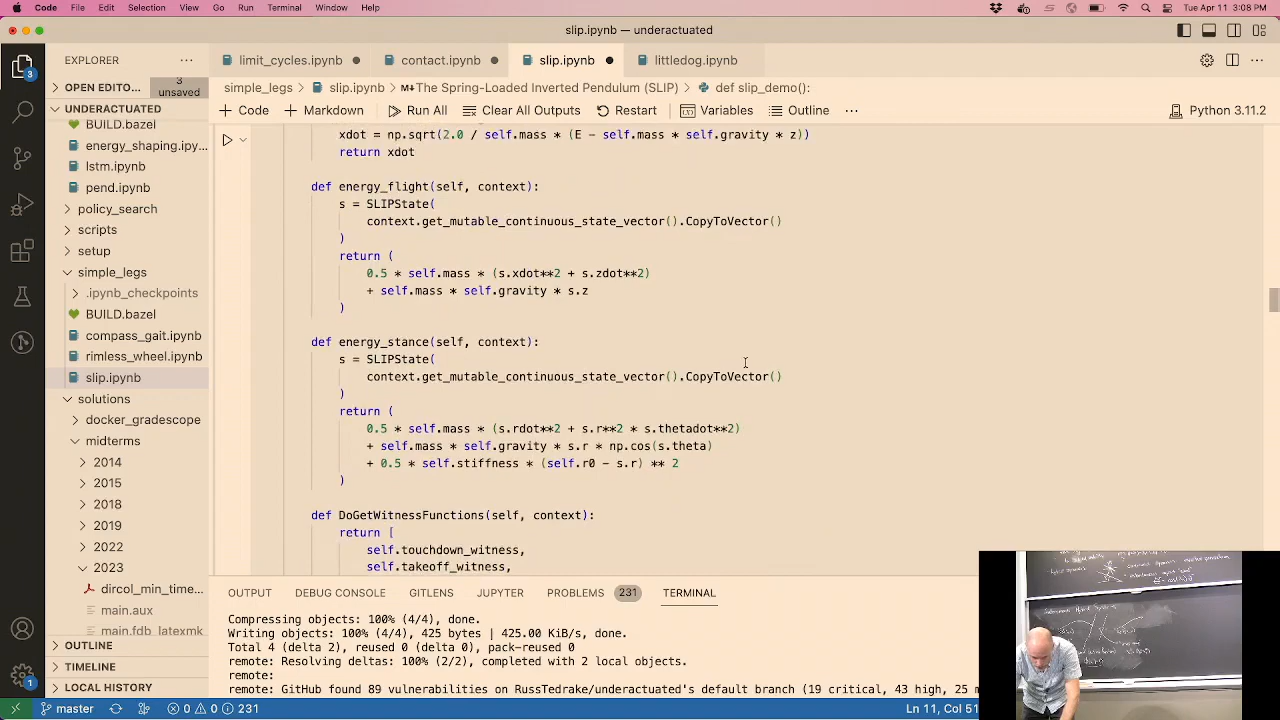 Code File Edit Selection View Go Run Terminal Window Help Tue Apr 11 3:08 PM
slip.ipynb — underactuated
EXPLORER ··· limit_cycles.ipynb contact.ipynb slip.ipynb littledog.ipynb ···
OPEN EDITO... 3 unsaved simple_legs > slip.ipynb > M↓The Spring-Loaded Inverted Pendulum (SLIP) > def slip_demo():
UNDERACTUATED + Code + Markdown Run All Clear All Outputs Restart Variables Outline ··· Python 3.11.2
BUILD.bazel
energy_shaping.ipy...
lstm.ipynb
pend.ipynb
policy_search
scripts
setup
simple_legs
.ipynb_checkpoints
BUILD.bazel
compass_gait.ipynb
rimless_wheel.ipynb
slip.ipynb
solutions
docker_gradescope
midterms
2014
2015
2018
2019
2022
2023
dircol_min_time...
main.aux
main.fdb_latexmk
OUTLINE
TIMELINE
LOCAL HISTORY
xdot = np.sqrt(2.0 / self.mass * (E - self.mass * self.gravity * z))
return xdot
def energy_flight(self, context):
s = SLIPState(
context.get_mutable_continuous_state_vector().CopyToVector()
)
return (
0.5 * self.mass * (s.xdot**2 + s.zdot**2)
+ self.mass * self.gravity * s.z
)
def energy_stance(self, context):
s = SLIPState(
context.get_mutable_continuous_state_vector().CopyToVector()
)
return (
0.5 * self.mass * (s.rdot**2 + s.r**2 * s.thetadot**2)
+ self.mass * self.gravity * s.r * np.cos(s.theta)
+ 0.5 * self.stiffness * (self.r0 - s.r) ** 2
)
def DoGetWitnessFunctions(self, context):
return [
self.touchdown_witness,
self.takeoff_witness,
OUTPUT DEBUG CONSOLE GITLENS JUPYTER PROBLEMS 231 TERMINAL
Compressing objects: 100% (4/4), done.
Writing objects: 100% (4/4), 425 bytes | 425.00 KiB/s, done.
Total 4 (delta 2), reused 0 (delta 0), pack-reused 0
remote: Resolving deltas: 100% (2/2), completed with 2 local objects.
remote:
remote: GitHub found 89 vulnerabilities on RussTedrake/underactuated's default branch (19 critical, 43 high, 25 m
master 0 0 231 Ln 11, Col 51
3
1